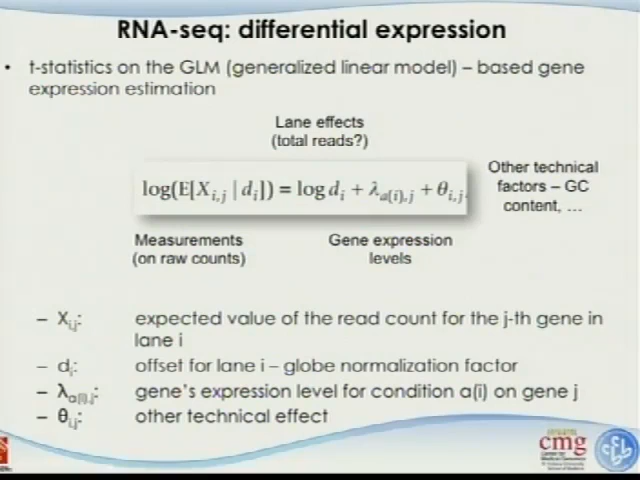 RNA-seq: differential expression
• t-statistics on the GLM (generalized linear model) – based gene
expression estimation
Lane effects
(total reads?)
log(E[X_{i,j} | d_i]) = log d_i + λ_{a(i),j} + θ_{i,j}.
Other technical
factors – GC
content, …
Measurements
(on raw counts)
Gene expression
levels
– X_{i,j}: expected value of the read count for the j-th gene in
lane i
– d_i: offset for lane i – globe normalization factor
– λ_{a(i),j}: gene's expression level for condition a(i) on gene j
– θ_{i,j}: other technical effect
cmg